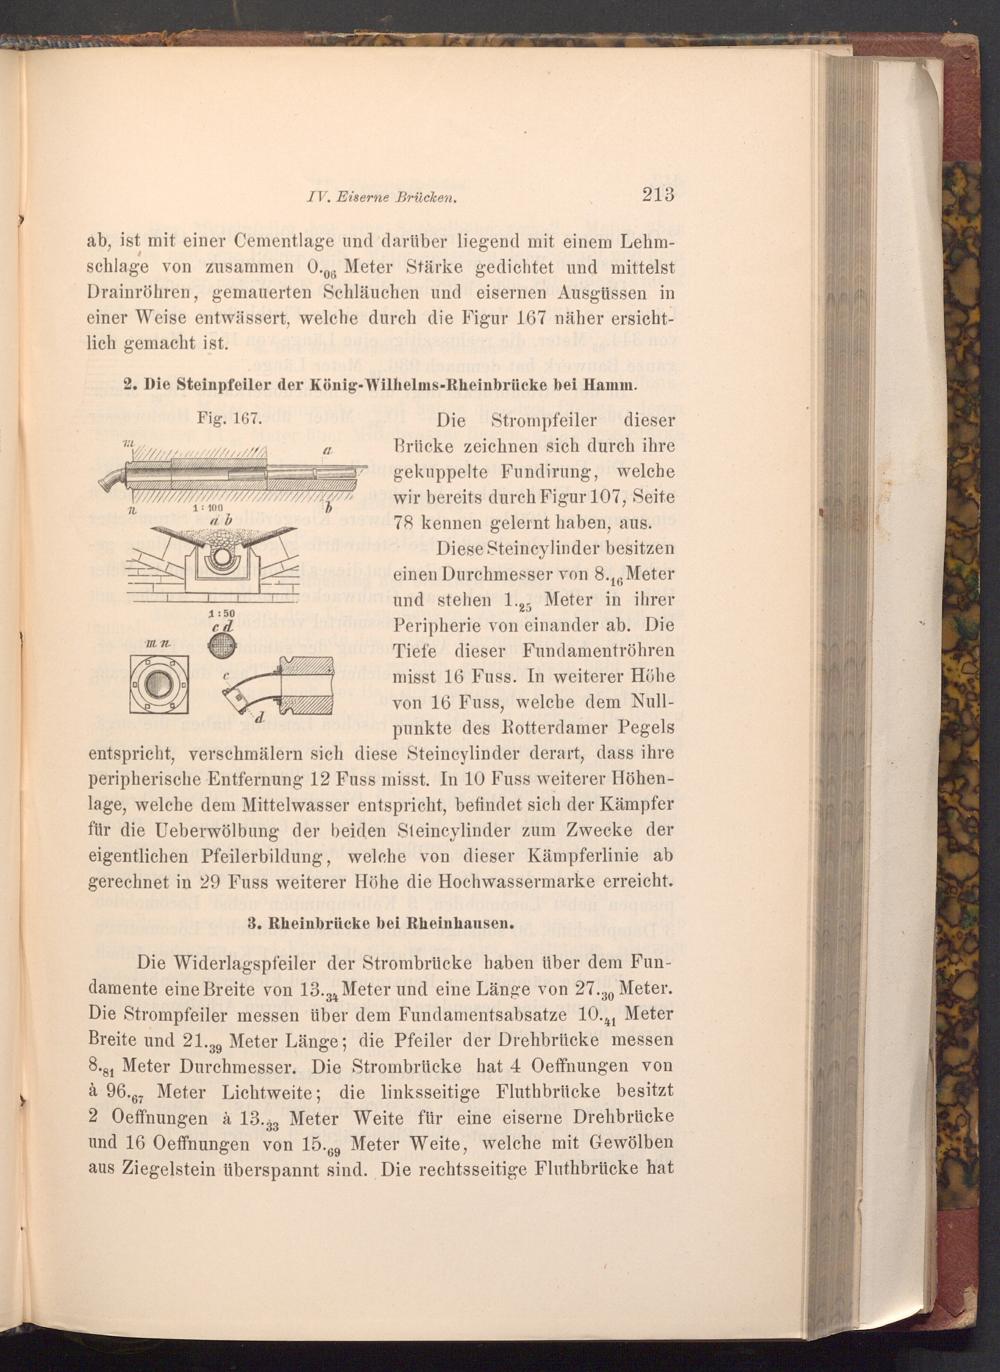 IV. Eiserne Brücken. 213
ab, ist mit einer Cementlage und darüber liegend mit einem Lehm-
schlage von zusammen 0.06 Meter Stärke gedichtet und mittelst
Drainröhren, gemauerten Schläuchen und eisernen Ausgüssen in
einer Weise entwässert, welche durch die Figur 167 näher ersicht-
lich gemacht ist.
2. Die Steinpfeiler der König-Wilhelms-Rheinbrücke bei Hamm.
Fig. 167.
m a
n 1:100 b
a b
1:50
c d
m n
c
d
Die Strompfeiler dieser
Brücke zeichnen sich durch ihre
gekuppelte Fundirung, welche
wir bereits durch Figur 107, Seite
78 kennen gelernt haben, aus.
Diese Steincylinder besitzen
einen Durchmesser von 8.16 Meter
und stehen 1.25 Meter in ihrer
Peripherie von einander ab. Die
Tiefe dieser Fundamentröhren
misst 16 Fuss. In weiterer Höhe
von 16 Fuss, welche dem Null-
punkte des Rotterdamer Pegels
entspricht, verschmälern sich diese Steincylinder derart, dass ihre
peripherische Entfernung 12 Fuss misst. In 10 Fuss weiterer Höhen-
lage, welche dem Mittelwasser entspricht, befindet sich der Kämpfer
für die Ueberwölbung der beiden Steincylinder zum Zwecke der
eigentlichen Pfeilerbildung, welche von dieser Kämpferlinie ab
gerechnet in 29 Fuss weiterer Höhe die Hochwassermarke erreicht.
3. Rheinbrücke bei Rheinhausen.
Die Widerlagspfeiler der Strombrücke haben über dem Fun-
damente eine Breite von 13.34 Meter und eine Länge von 27.30 Meter.
Die Strompfeiler messen über dem Fundamentsabsatze 10.41 Meter
Breite und 21.39 Meter Länge; die Pfeiler der Drehbrücke messen
8.81 Meter Durchmesser. Die Strombrücke hat 4 Oeffnungen von
à 96.67 Meter Lichtweite; die linksseitige Fluthbrücke besitzt
2 Oeffnungen à 13.33 Meter Weite für eine eiserne Drehbrücke
und 16 Oeffnungen von 15.69 Meter Weite, welche mit Gewölben
aus Ziegelstein überspannt sind. Die rechtsseitige Fluthbrücke hat